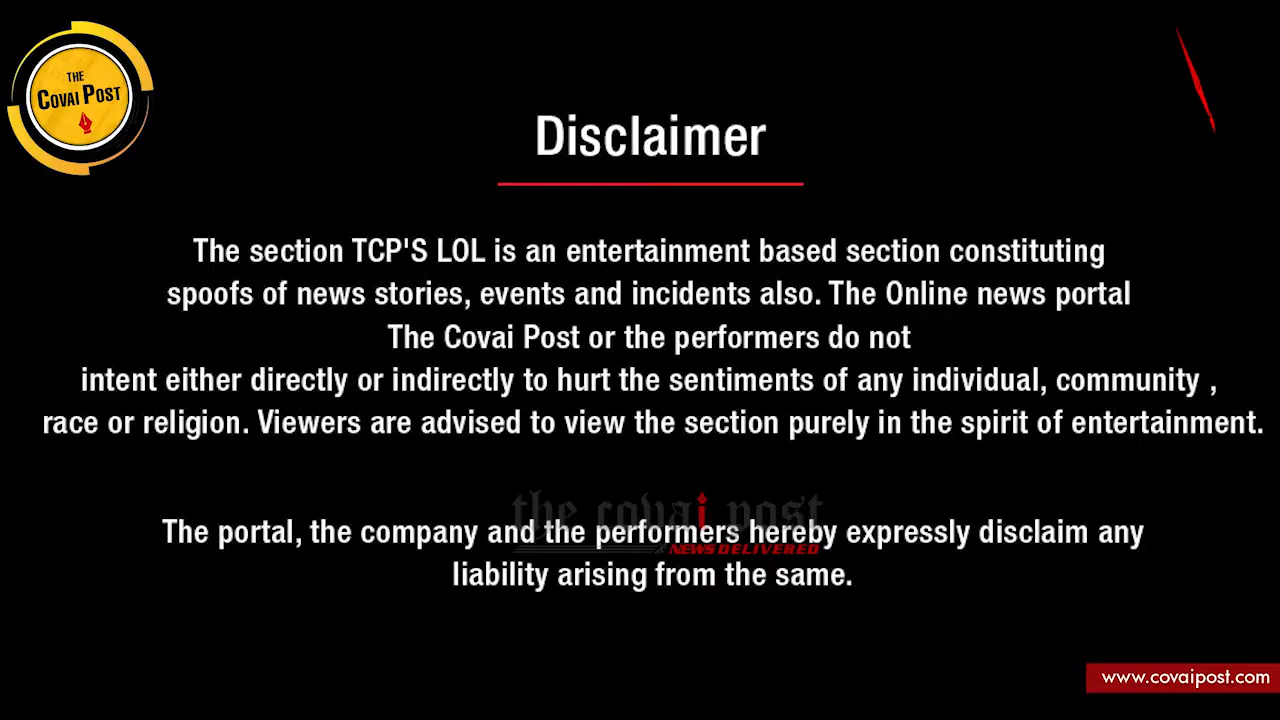 THE
COVAI POST
Disclaimer
The section TCP'S LOL is an entertainment based section constituting
spoofs of news stories, events and incidents also. The Online news portal
The Covai Post or the performers do not
intent either directly or indirectly to hurt the sentiments of any individual, community ,
race or religion. Viewers are advised to view the section purely in the spirit of entertainment.
the covai post
NEWS DELIVERED
The portal, the company and the performers hereby expressly disclaim any
liability arising from the same.
www.covaipost.com